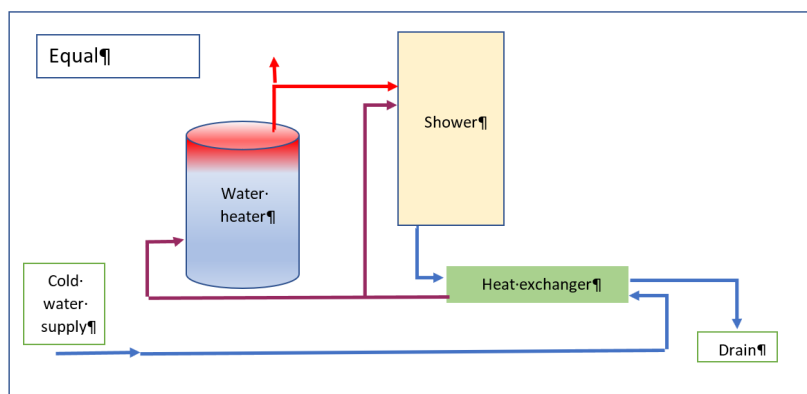 Equal¶
Shower¶
Water·
heater¶
Cold·
water·
supply¶
Heat·exchanger¶
Drain¶